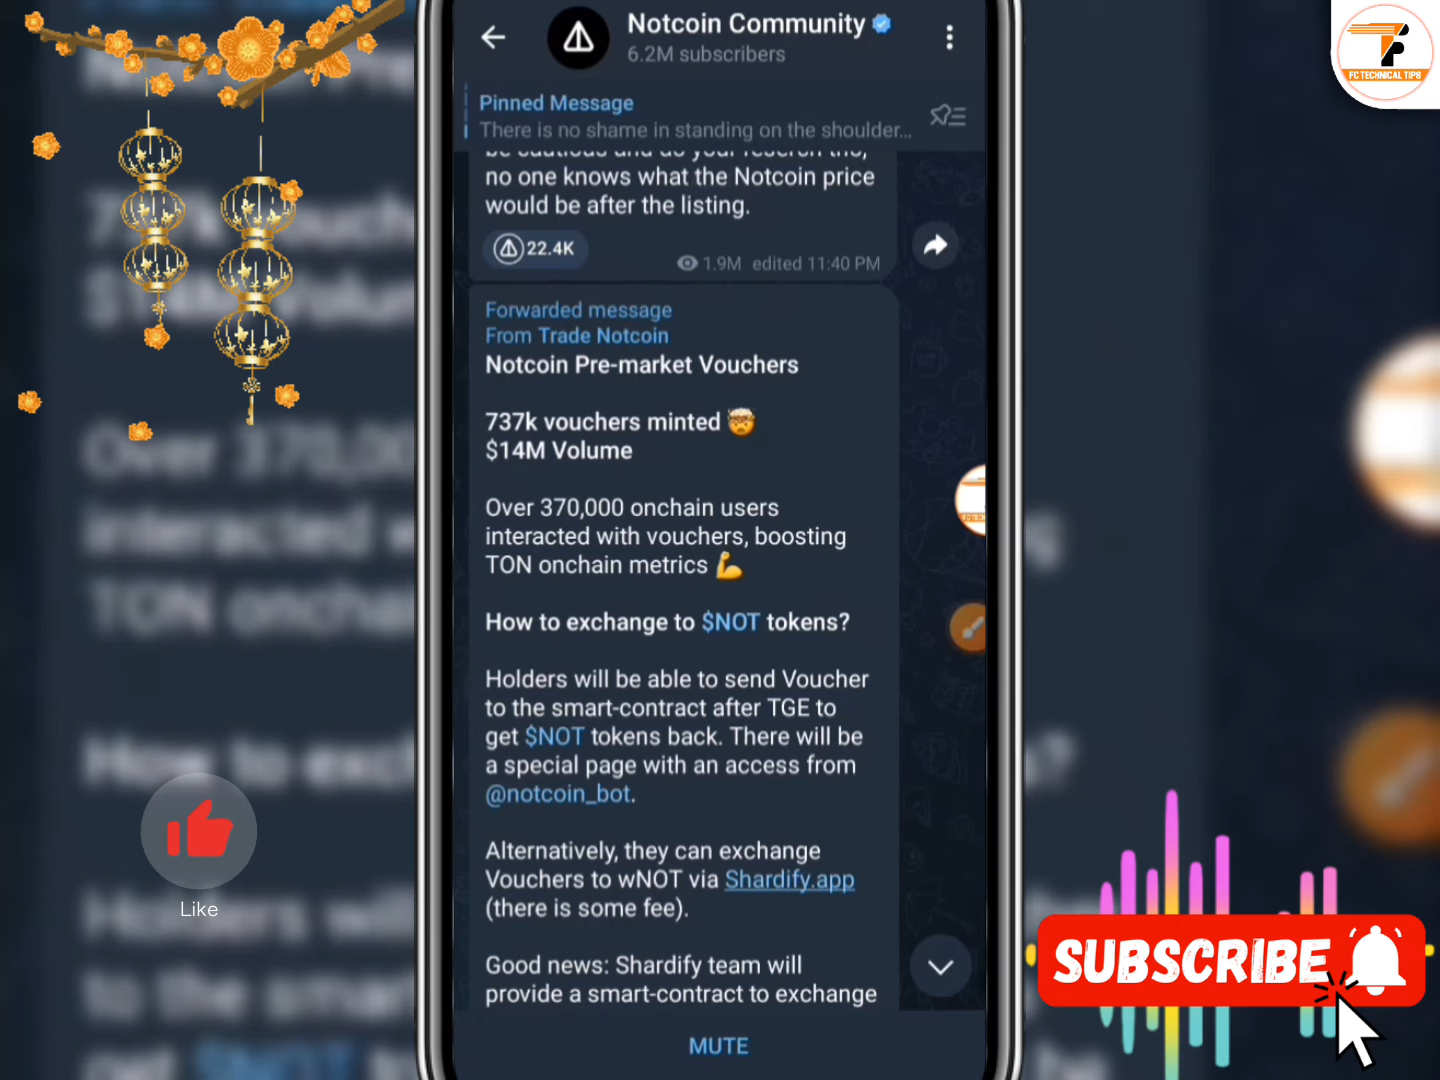 Notcoin Community
6.2M subscribers
FC TECHNICAL TIPS
Pinned Message
There is no shame in standing on the shoulder...
no one knows what the Notcoin price
would be after the listing.
22.4K
1.9M edited 11:40 PM
Forwarded message
From Trade Notcoin
Notcoin Pre-market Vouchers
737k vouchers minted 🤯
$14M Volume
Over 370,000 onchain users
interacted with vouchers, boosting
TON onchain metrics 💪
How to exchange to $NOT tokens?
Holders will be able to send Voucher
to the smart-contract after TGE to
get $NOT tokens back. There will be
a special page with an access from
@notcoin_bot.
Alternatively, they can exchange
Vouchers to wNOT via Shardify.app
(there is some fee).
Good news: Shardify team will
provide a smart-contract to exchange
MUTE
Like
SUBSCRIBE